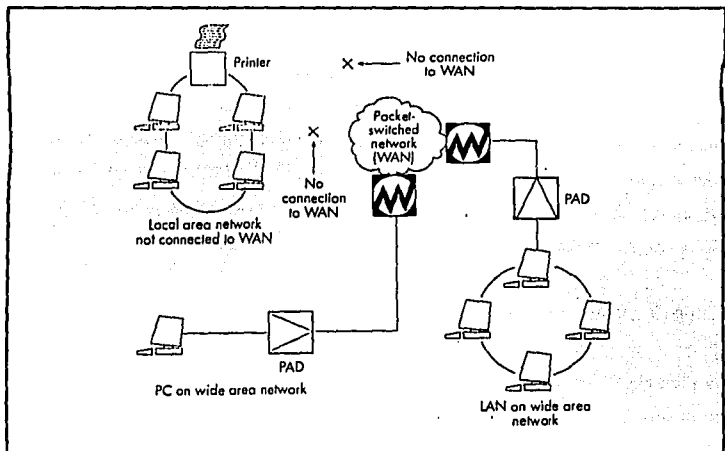 Printer
No connection
to WAN
Packet-
switched
network
(WAN)
No
connection
to WAN
PAD
Local area network
not connected to WAN
PAD
PC on wide area network
LAN on wide area
network